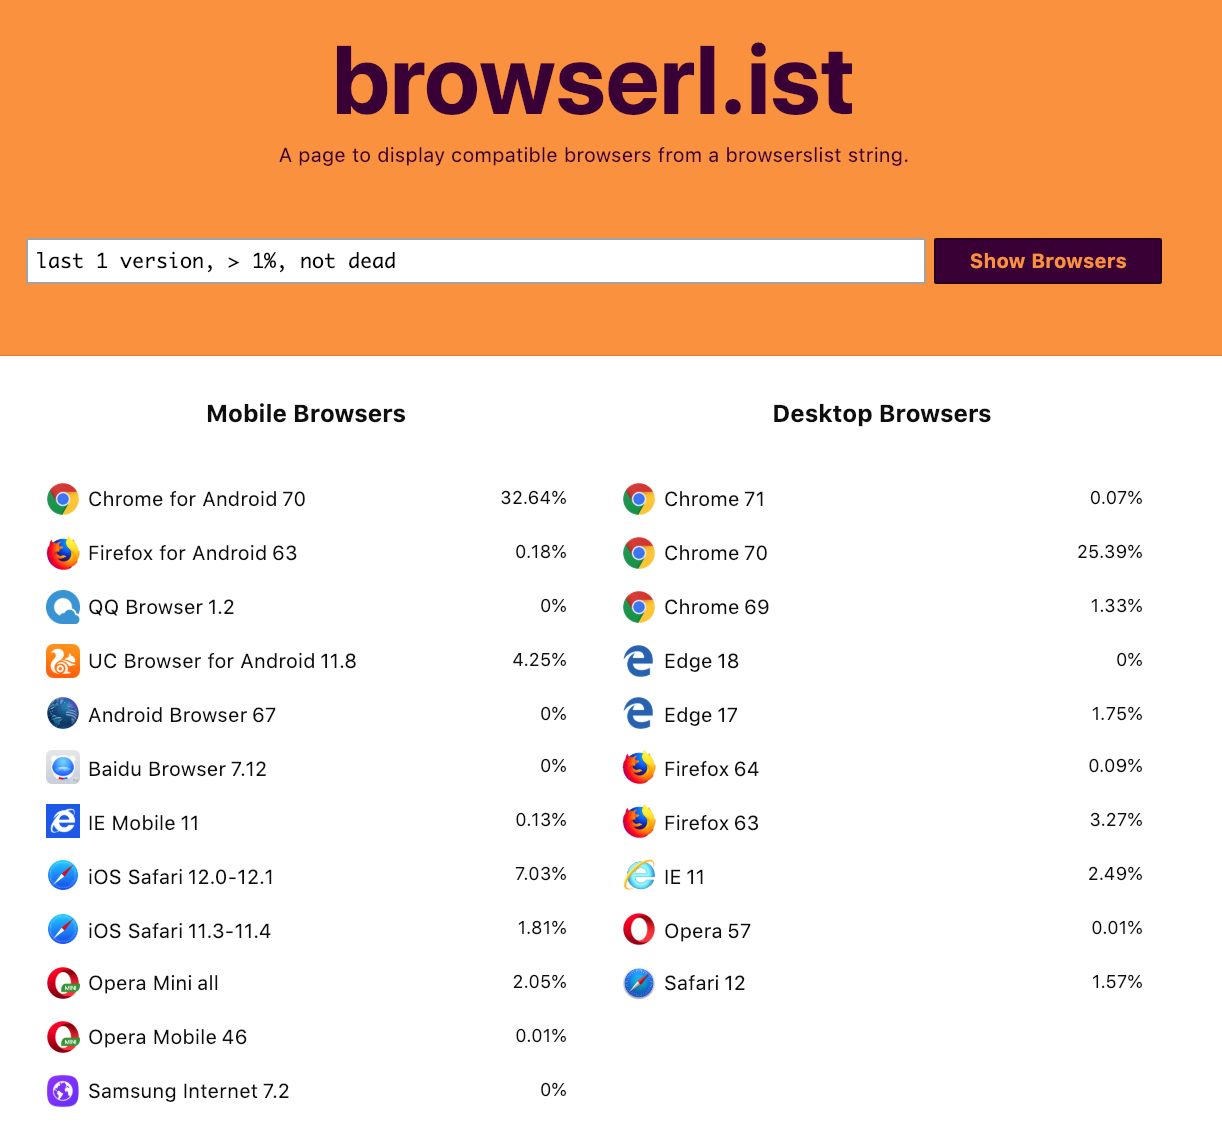 browserl.ist
A page to display compatible browsers from a browserslist string.
last 1 version, > 1%, not dead
Show Browsers
Mobile Browsers
Chrome for Android 70 32.64%
Firefox for Android 63 0.18%
QQ Browser 1.2 0%
UC Browser for Android 11.8 4.25%
Android Browser 67 0%
Baidu Browser 7.12 0%
IE Mobile 11 0.13%
iOS Safari 12.0-12.1 7.03%
iOS Safari 11.3-11.4 1.81%
MINI
Opera Mini all 2.05%
MINI
Opera Mobile 46 0.01%
Samsung Internet 7.2 0%
Desktop Browsers
Chrome 71 0.07%
Chrome 70 25.39%
Chrome 69 1.33%
Edge 18 0%
Edge 17 1.75%
Firefox 64 0.09%
Firefox 63 3.27%
IE 11 2.49%
Opera 57 0.01%
Safari 12 1.57%